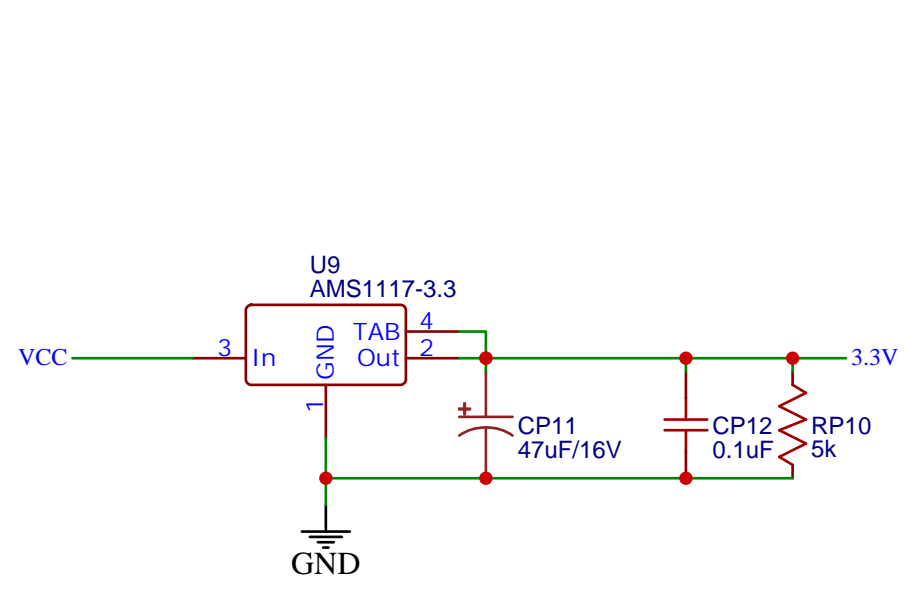 U9
AMS1117-3.3
VCC
3
In
GND
TAB
4
Out
2
3.3V
1
+
CP11
47uF/16V
CP12
0.1uF
RP10
5k
GND